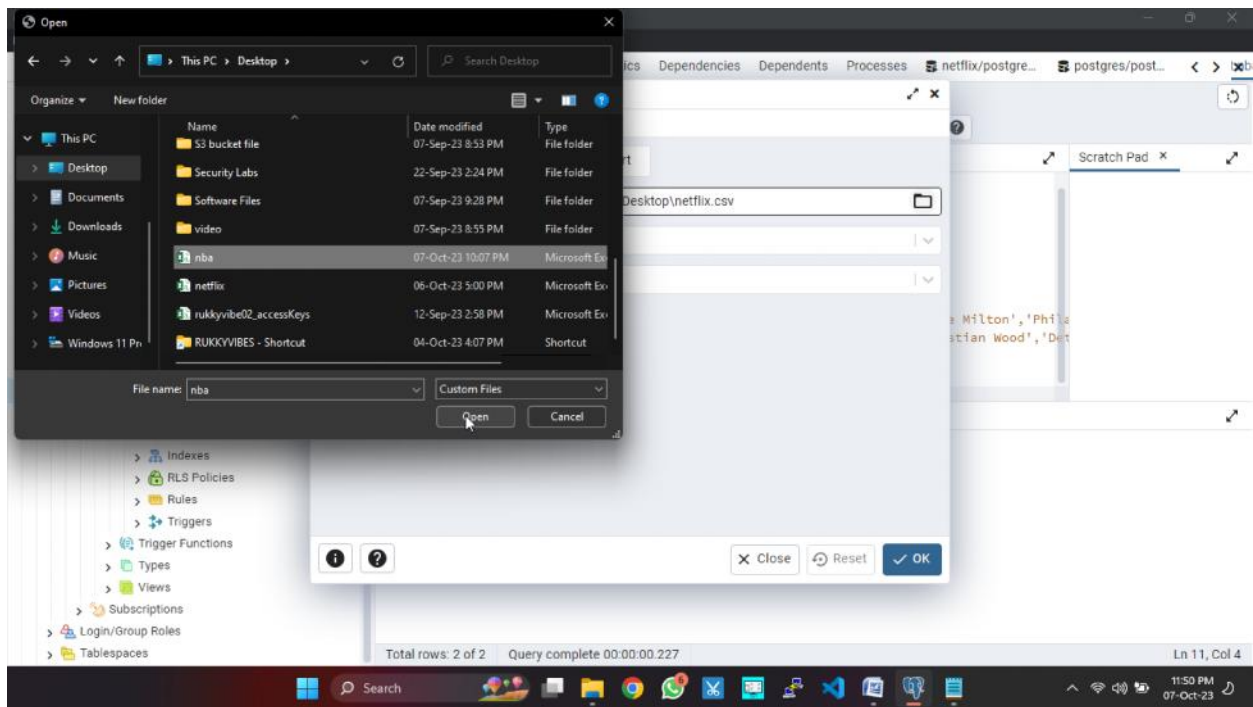 Open
This PC > Desktop >
Search Desktop
Organize
New folder
Name
Date modified
Type
This PC
Desktop
Documents
Downloads
Music
Pictures
Videos
Windows 11 Pr
S3 bucket file 07-Sep-23 8:53 PM File folder
Security Labs 22-Sep-23 2:24 PM File folder
Software Files 07-Sep-23 9:28 PM File folder
video 07-Sep-23 8:55 PM File folder
nba 07-Oct-23 10:07 PM Microsoft Ex
netflix 06-Oct-23 5:00 PM Microsoft Ex
rukkyvibe02_accessKeys 12-Sep-23 2:58 PM Microsoft Ex
RUKKYVIBES - Shortcut 04-Oct-23 4:07 PM Shortcut
File name: nba
Custom Files
Open
Cancel
ics Dependencies Dependents Processes netflix/postgre... postgres/post...
rt
Scratch Pad
Desktop\netflix.csv
e Milton','Phila
stian Wood','Det
Indexes
RLS Policies
Rules
Triggers
Trigger Functions
Types
Views
Subscriptions
Login/Group Roles
Tablespaces
Close
Reset
OK
Total rows: 2 of 2 Query complete 00:00:00.227
Ln 11, Col 4
Search
11:50 PM
07-Oct-23